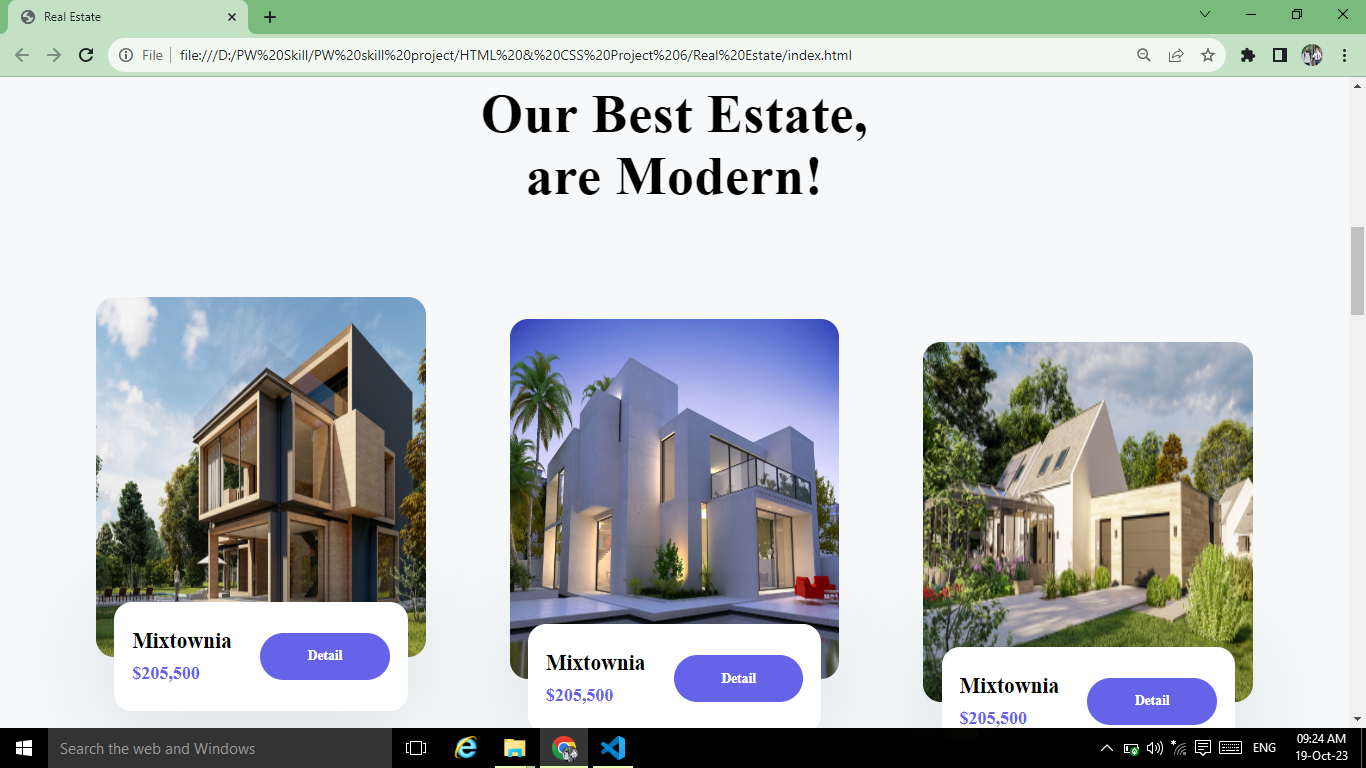 Real Estate
File
file:///D:/PW%20Skill/PW%20skill%20project/HTML%20&%20CSS%20Project%206/Real%20Estate/index.html
Our Best Estate,
are Modern!
Mixtownia
$205,500
Detail
Mixtownia
$205,500
Detail
Mixtownia
$205,500
Detail
Search the web and Windows
ENG
09:24 AM
19-Oct-23